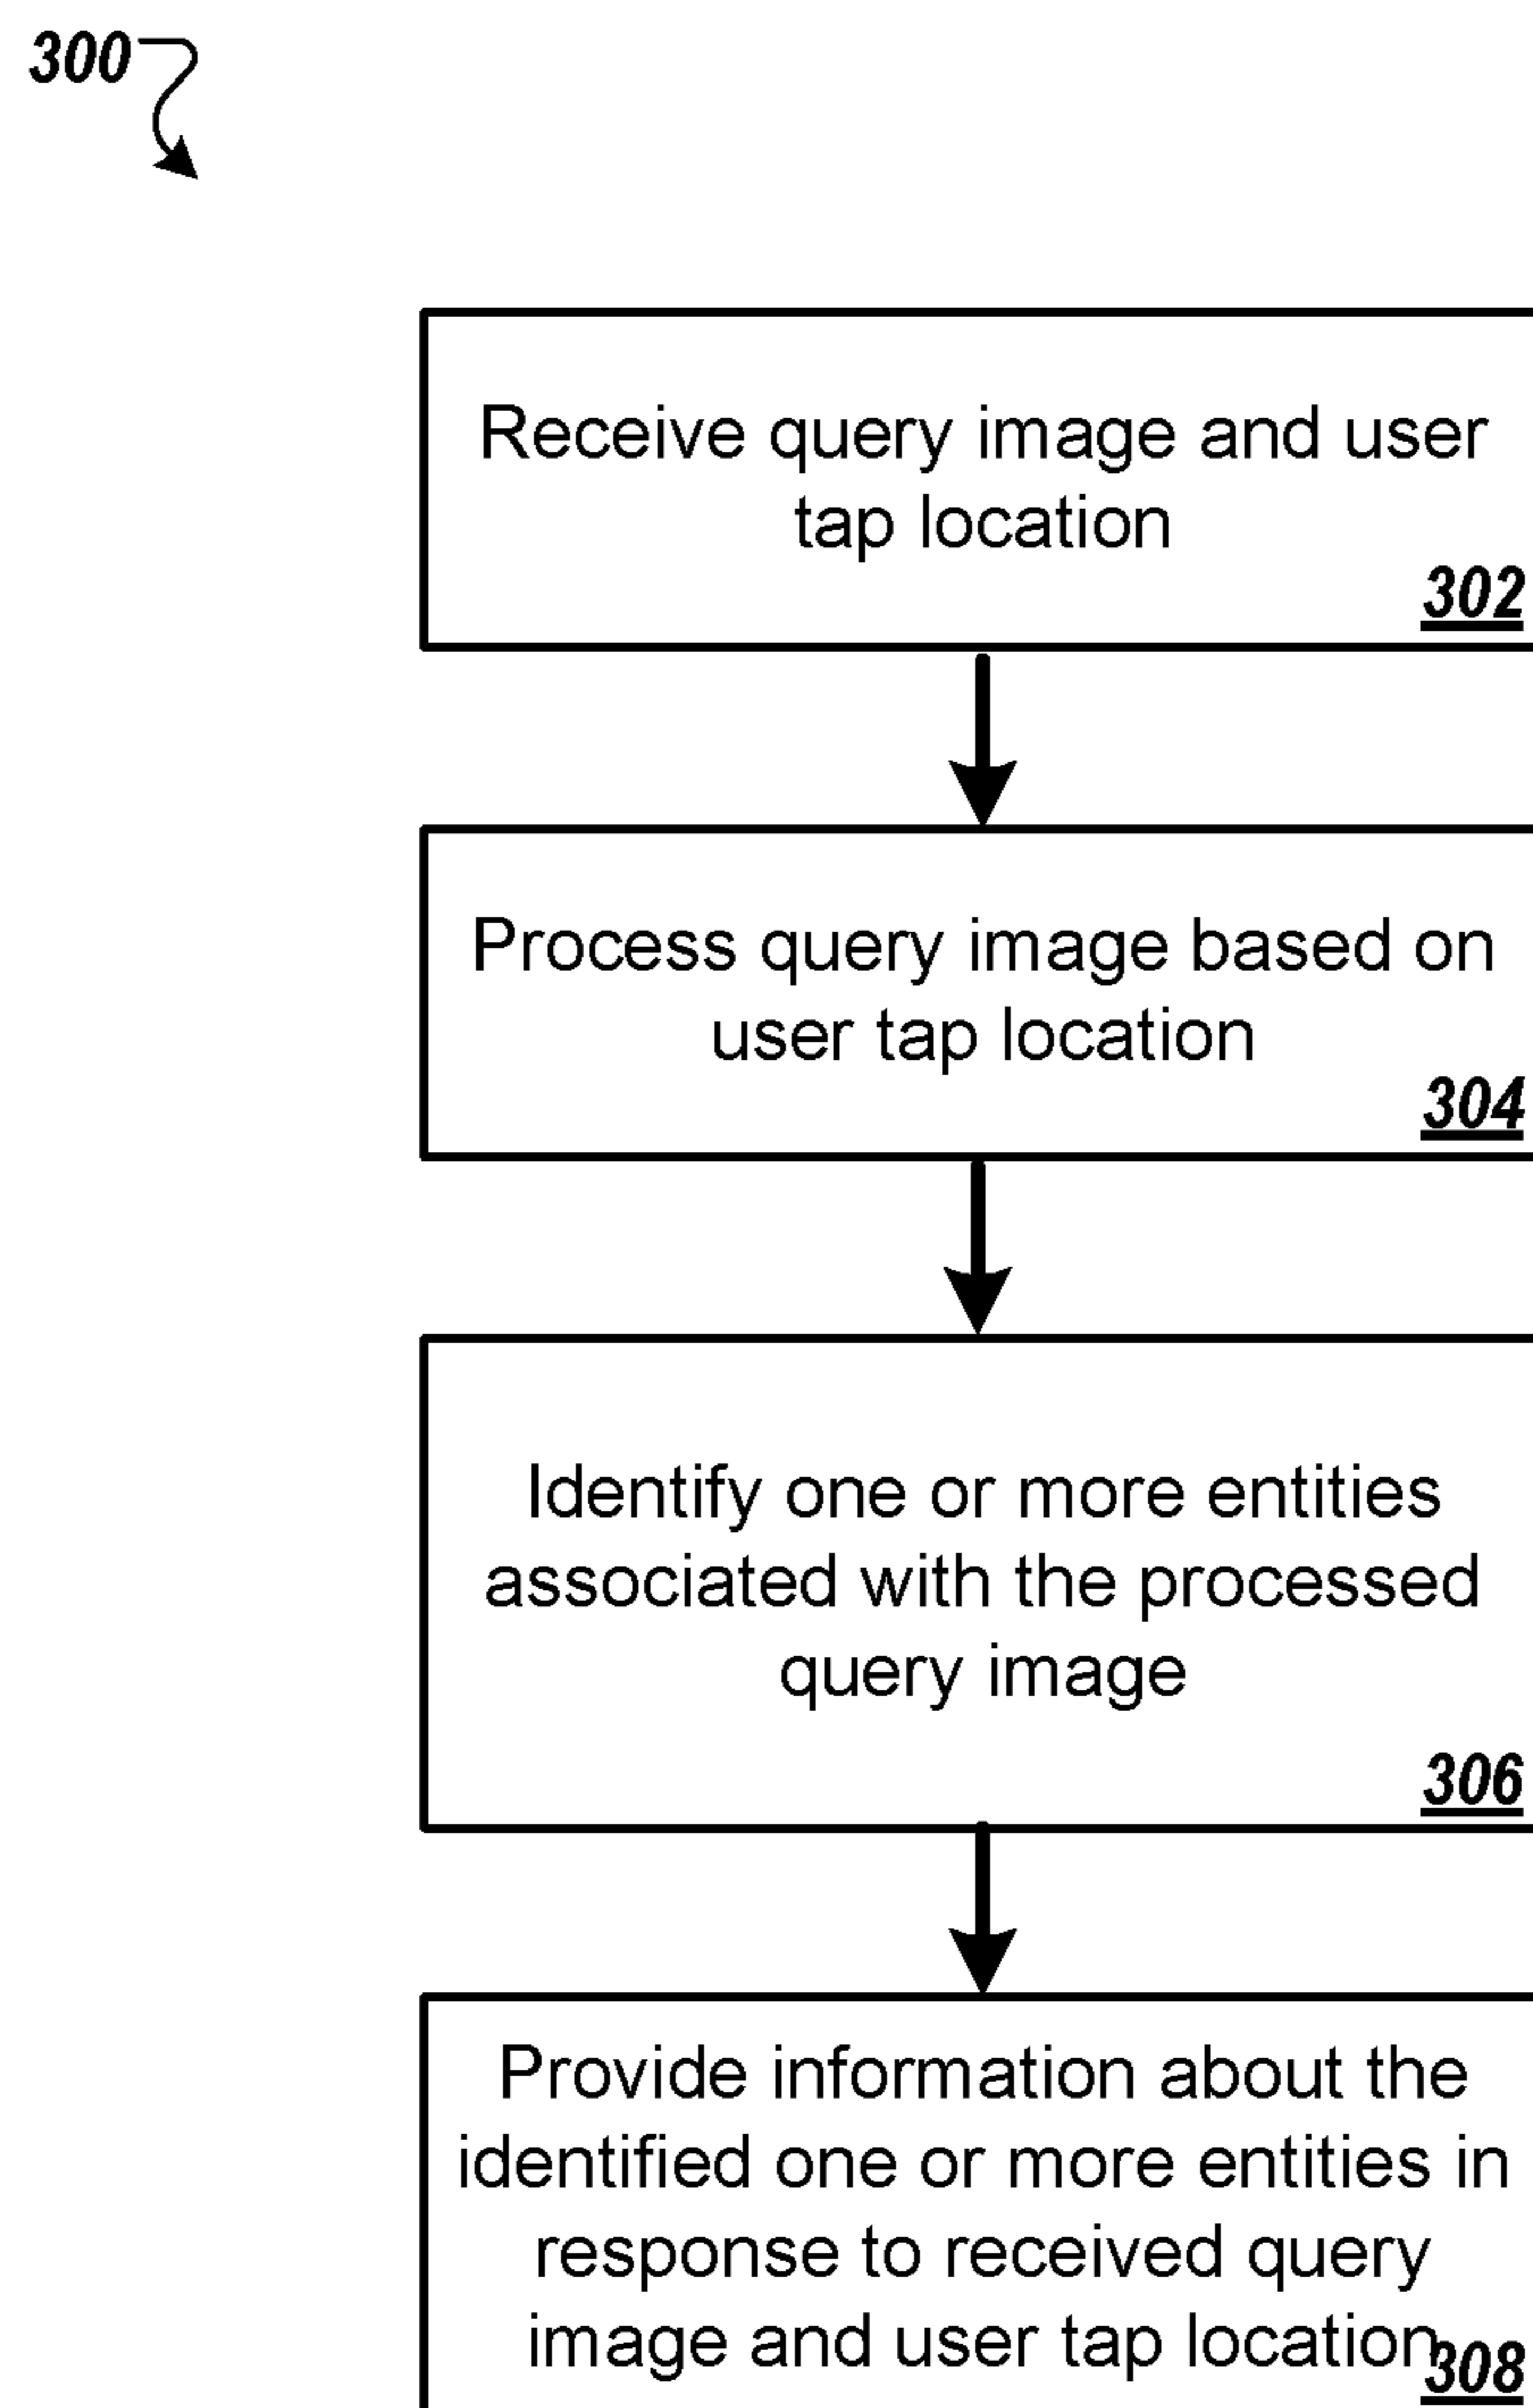 300
Receive query image and user
tap location
302
Process query image based on
user tap location
304
Identify one or more entities
associated with the processed
query image
306
Provide information about the
identified one or more entities in
response to received query
image and user tap location
308